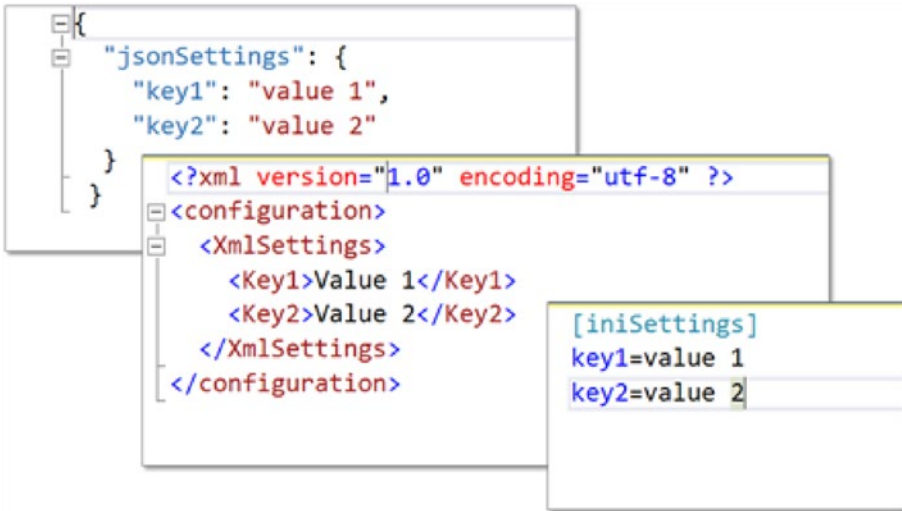 {
"jsonSettings": {
"key1": "value 1",
"key2": "value 2"
}
}
<?xml version="1.0" encoding="utf-8" ?>
<configuration>
<XmlSettings>
<Key1>Value 1</Key1>
<Key2>Value 2</Key2>
</XmlSettings>
</configuration>
[iniSettings]
key1=value 1
key2=value 2